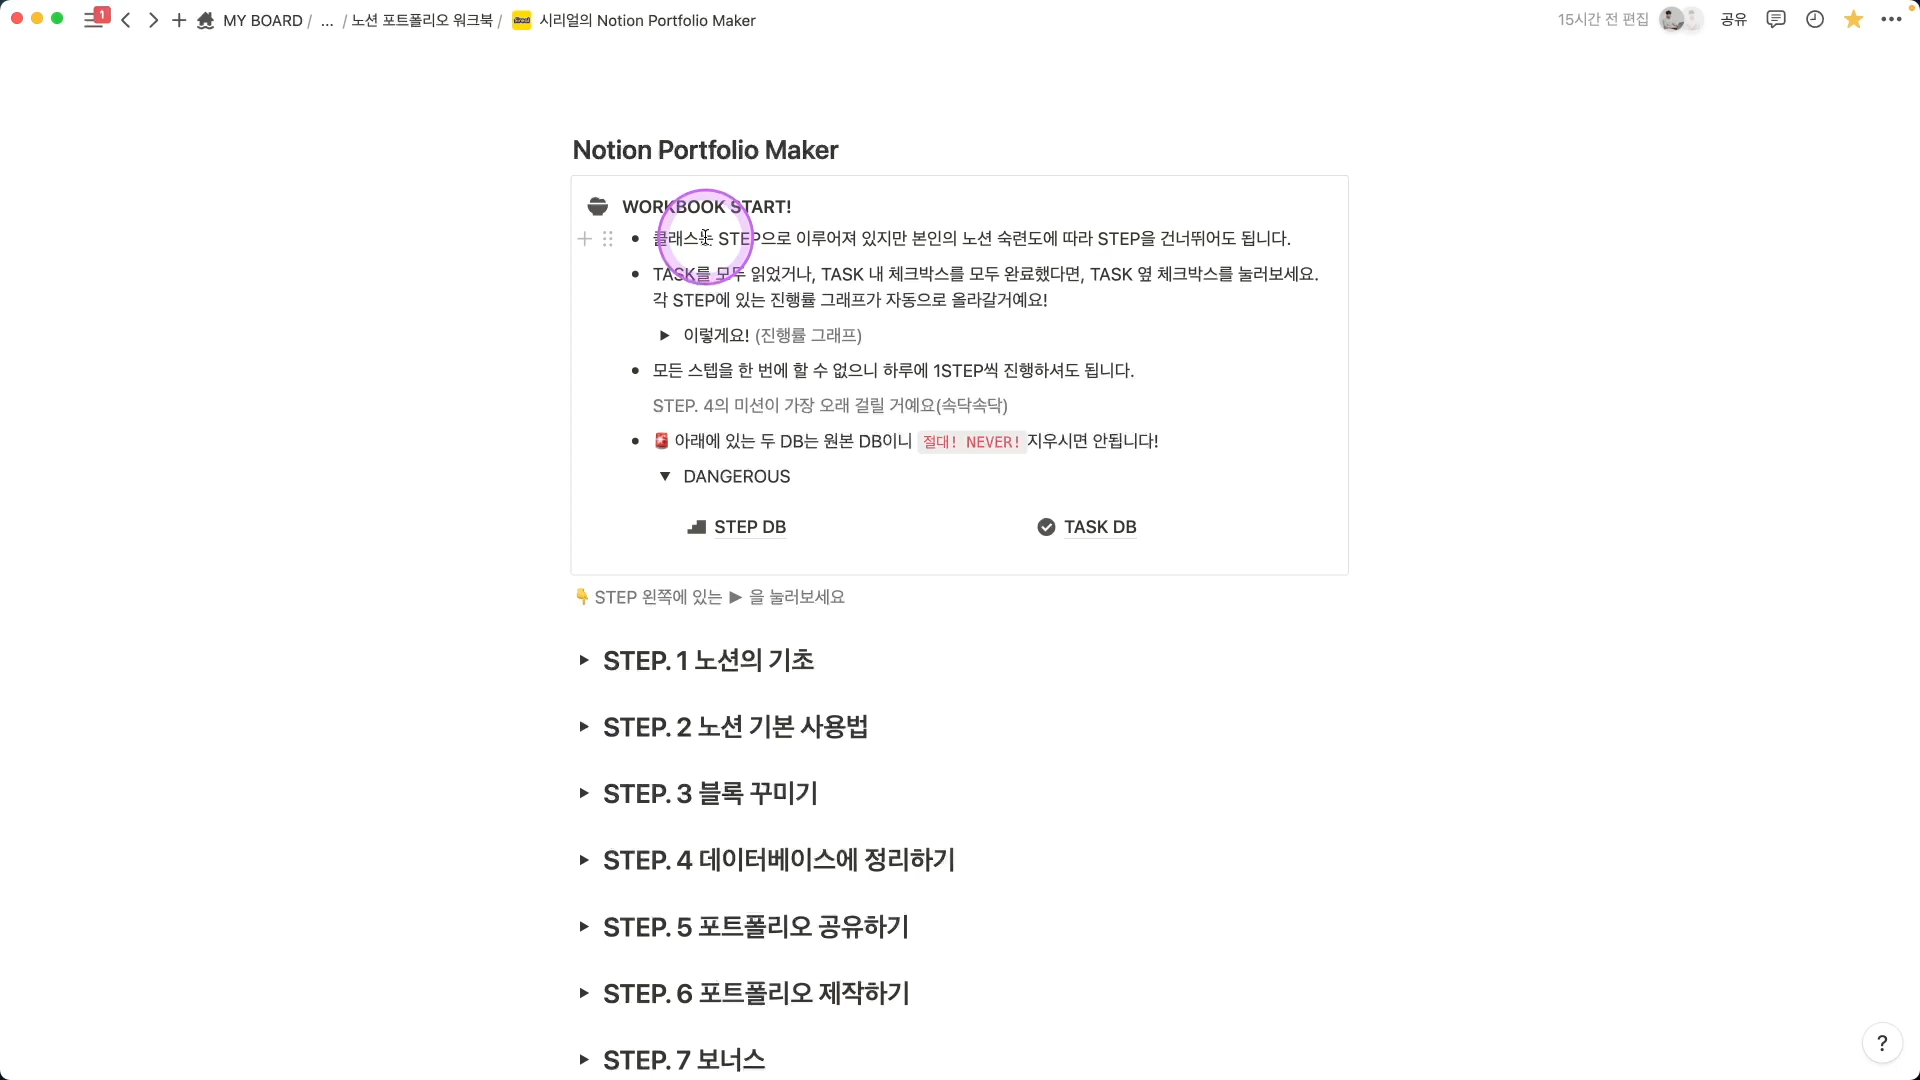 1
MY BOARD / ... / 노션 포트폴리오 워크북 / 시리얼의 Notion Portfolio Maker
15시간 전 편집 공유
Notion Portfolio Maker
WORKBOOK START!
클래스는 STEP으로 이루어져 있지만 본인의 노션 숙련도에 따라 STEP을 건너뛰어도 됩니다.
TASK를 모두 읽었거나, TASK 내 체크박스를 모두 완료했다면, TASK 옆 체크박스를 눌러보세요.
각 STEP에 있는 진행률 그래프가 자동으로 올라갈거예요!
이렇게요! (진행률 그래프)
모든 스텝을 한 번에 할 수 없으니 하루에 1STEP씩 진행하셔도 됩니다.
STEP. 4의 미션이 가장 오래 걸릴 거예요(속닥속닥)
🚨 아래에 있는 두 DB는 원본 DB이니 절대! NEVER! 지우시면 안됩니다!
DANGEROUS
STEP DB
TASK DB
👇 STEP 왼쪽에 있는 ▶ 을 눌러보세요
STEP. 1 노션의 기초
STEP. 2 노션 기본 사용법
STEP. 3 블록 꾸미기
STEP. 4 데이터베이스에 정리하기
STEP. 5 포트폴리오 공유하기
STEP. 6 포트폴리오 제작하기
STEP. 7 보너스
?